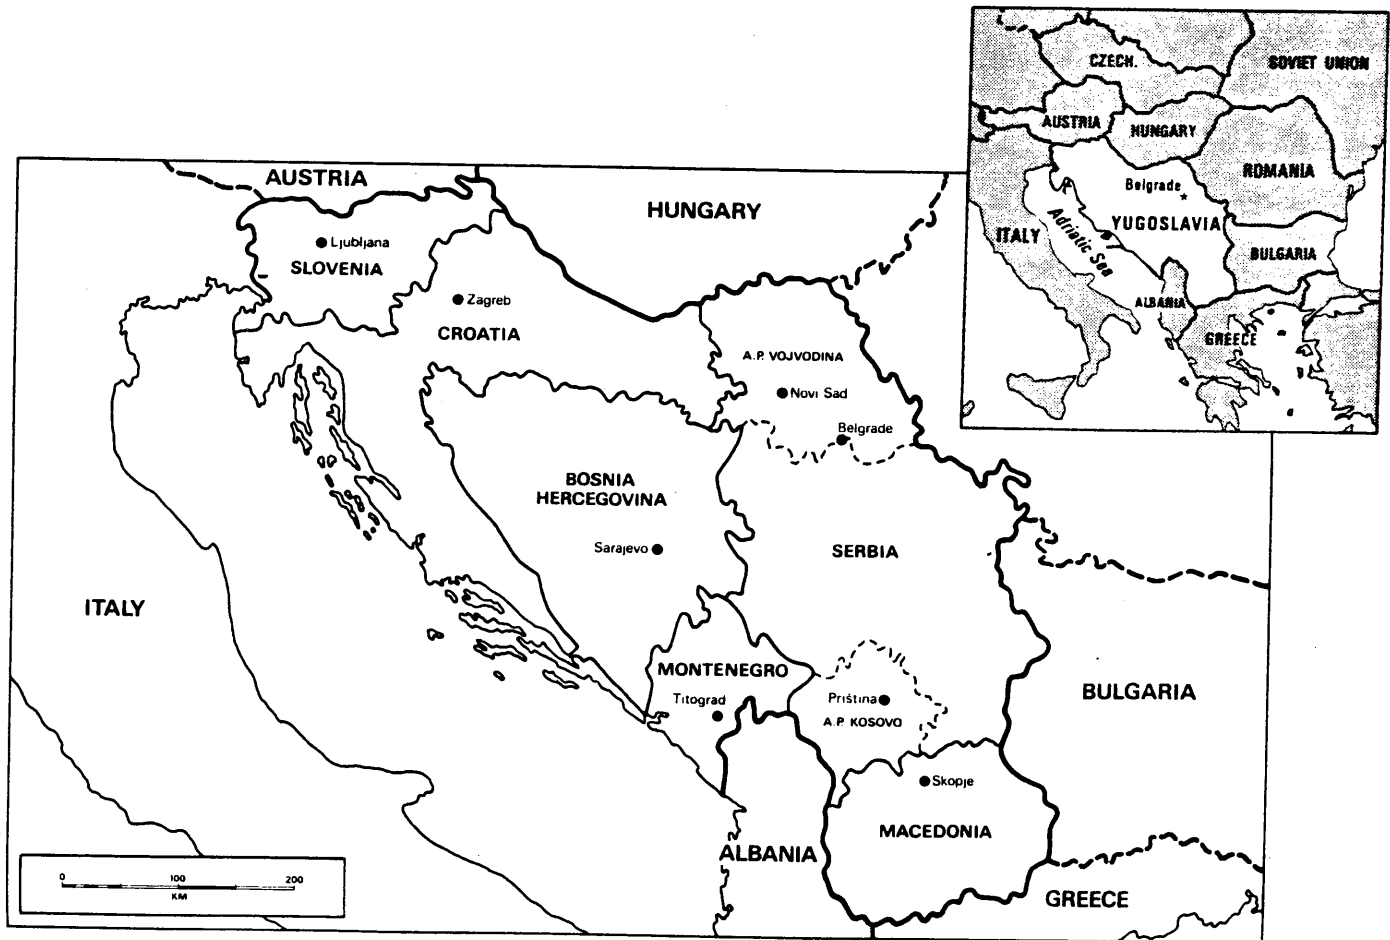 CZECH.
SOVIET UNION
AUSTRIA
HUNGARY
ROMANIA
Belgrade
YUGOSLAVIA
ITALY
Adriatic Sea
BULGARIA
ALBANIA
GREECE
AUSTRIA
HUNGARY
Ljubljana
SLOVENIA
Zagreb
CROATIA
A.P. VOJVODINA
Novi Sad
Belgrade
BOSNIA
HERCEGOVINA
Sarajevo
SERBIA
ITALY
MONTENEGRO
Titograd
Priština
A.P. KOSOVO
BULGARIA
Skopje
MACEDONIA
ALBANIA
GREECE
0 100 200
KM